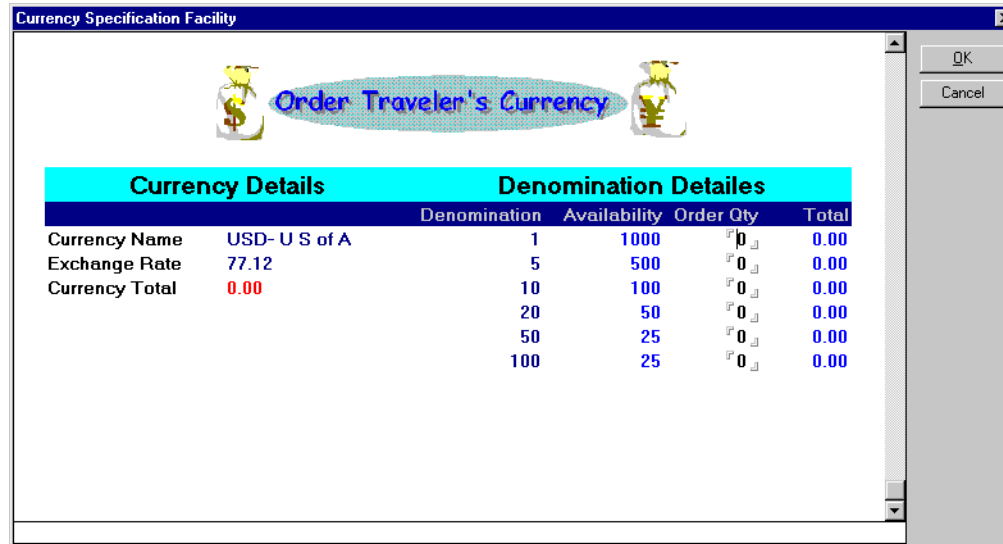 Currency Specification Facility
OK
Cancel
$ Order Traveler's Currency ¥
Currency Details Denomination Detailes
Denomination Availability Order Qty Total
Currency Name USD- U S of A 1 1000 0 0.00
Exchange Rate 77.12 5 500 0 0.00
Currency Total 0.00 10 100 0 0.00
20 50 0 0.00
50 25 0 0.00
100 25 0 0.00